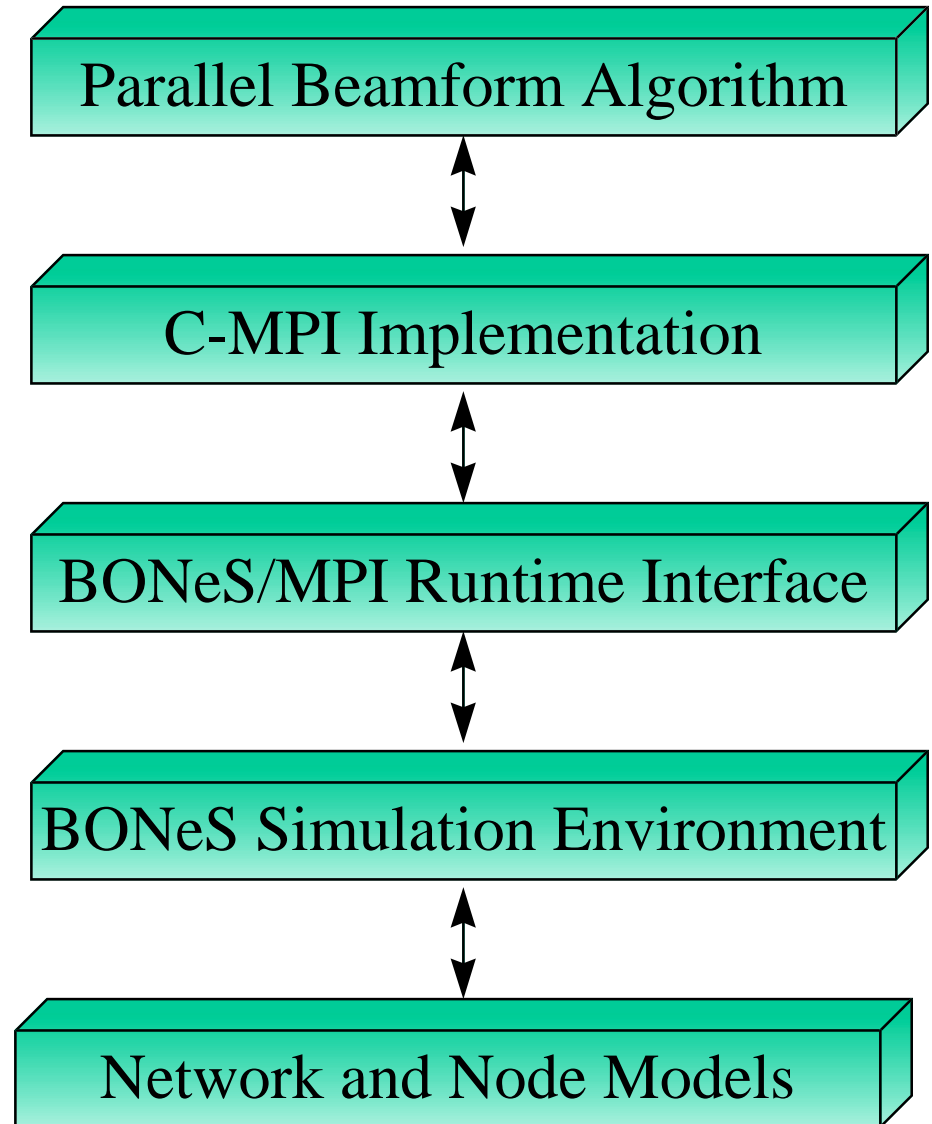 Parallel Beamform Algorithm
C-MPI Implementation
BONeS/MPI Runtime Interface
BONeS Simulation Environment
Network and Node Models